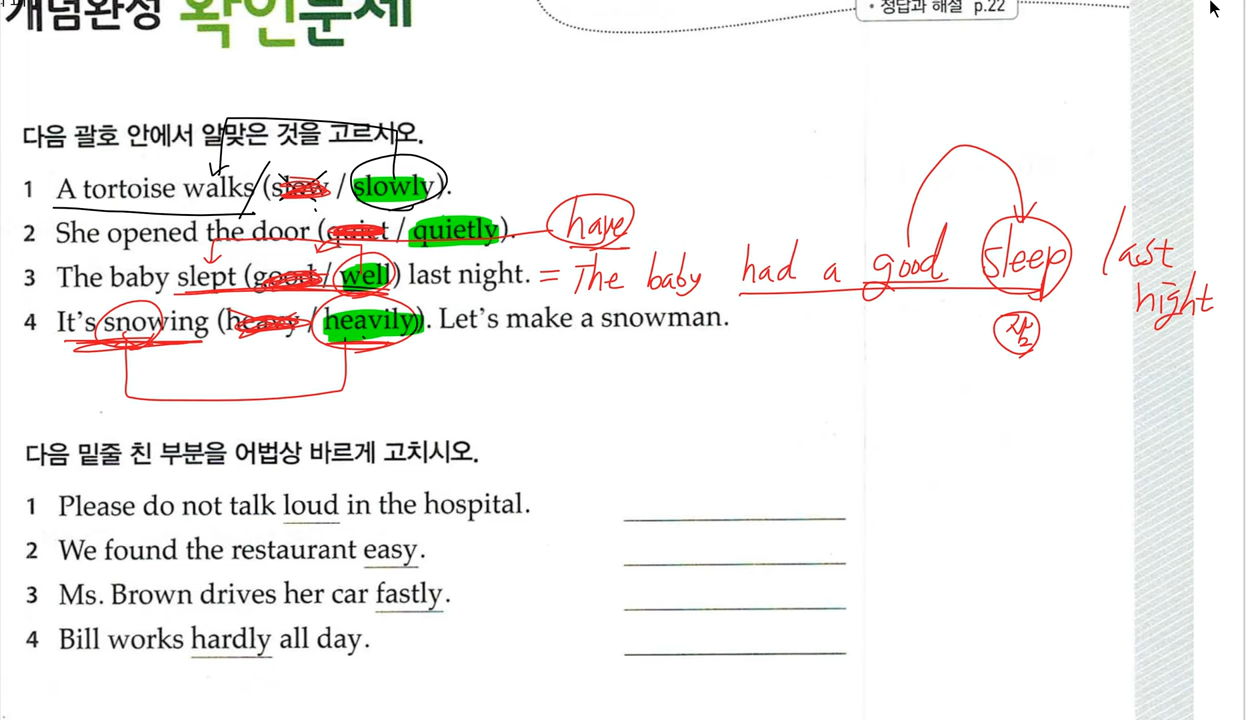 개념완성 확인문제
• 정답과 해설 p.22
다음 괄호 안에서 알맞은 것을 고르시오.
1 A tortoise walks (slow / slowly).
2 She opened the door (quiet / quietly). have
3 The baby slept (good / well) last night. = The baby had a good sleep last night
잠
4 It's snowing (heavy / heavily). Let's make a snowman.
다음 밑줄 친 부분을 어법상 바르게 고치시오.
1 Please do not talk loud in the hospital.
2 We found the restaurant easy.
3 Ms. Brown drives her car fastly.
4 Bill works hardly all day.